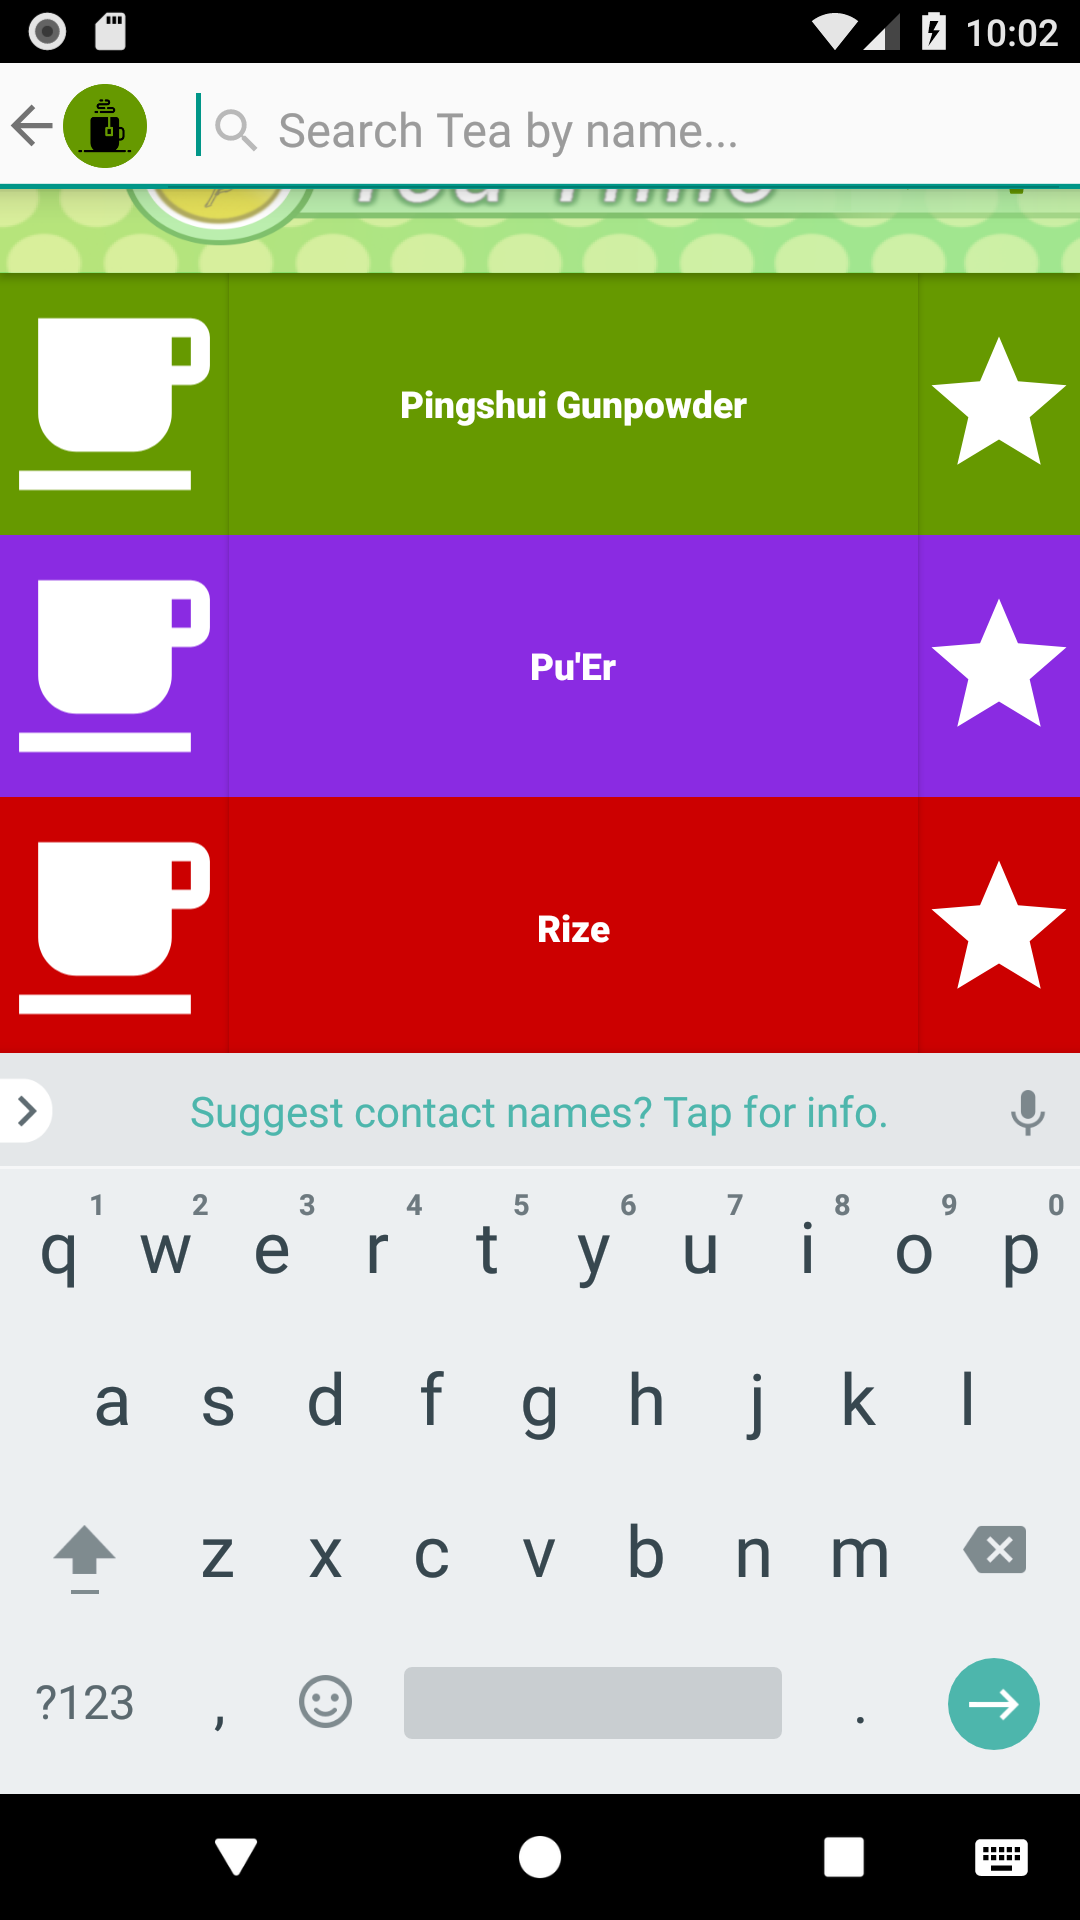 10:02
Search Tea by name...
Pingshui Gunpowder
Pu'Er
Rize
Suggest contact names? Tap for info.
1 2 3 4 5 6 7 8 9 0
q w e r t y u i o p
a s d f g h j k l
z x c v b n m
?123 , .